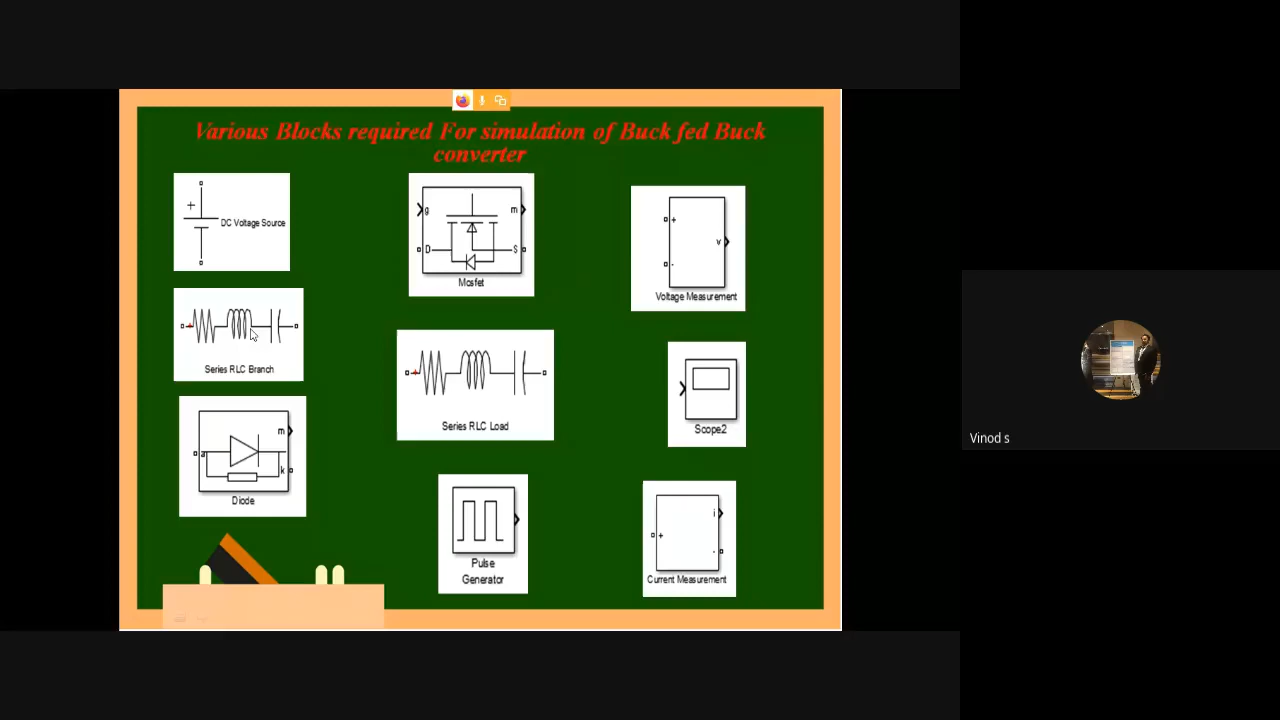 Various Blocks required For simulation of Buck fed Buck
converter
+
DC Voltage Source
g
m
D
S
Mosfet
+
v
-
Voltage Measurement
+
Series RLC Branch
+
Series RLC Load
Scope2
a
m
k
Diode
Pulse
Generator
i
+
-
Current Measurement
Vinod s